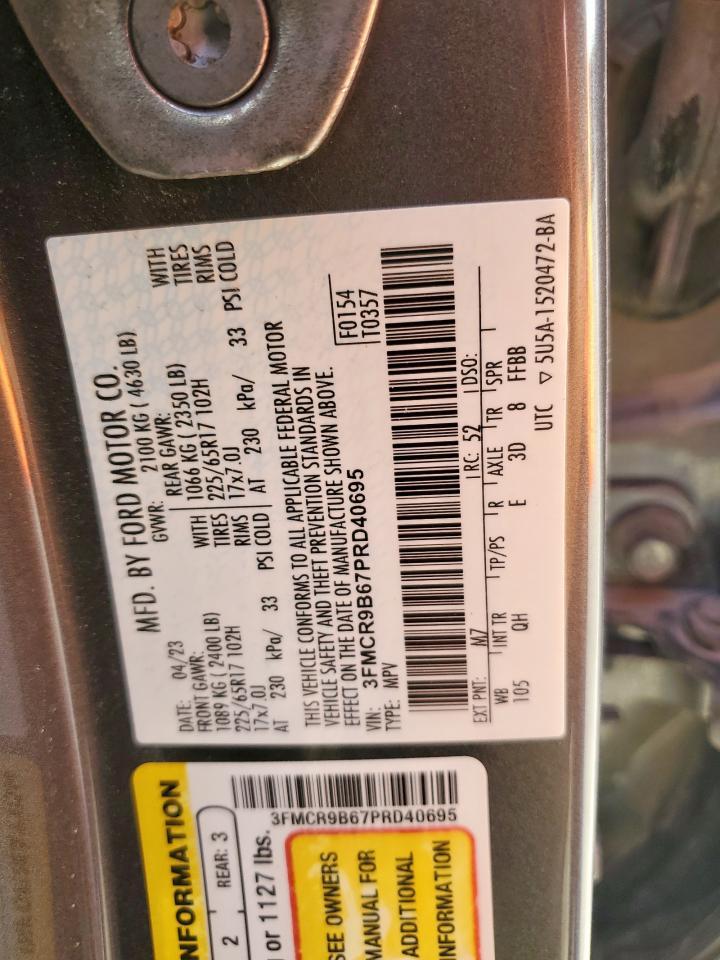 MFD. BY FORD MOTOR CO.
DATE: 04/23 GVWR: 2100 KG ( 4630 LB)
FRONT GAWR: REAR GAWR:
1089 KG ( 2400 LB) WITH 1066 KG ( 2350 LB) WITH
225/65R17 102H TIRES 225/65R17 102H TIRES
17x7.0J RIMS 17x7.0J RIMS
AT 230 kPa/ 33 PSI COLD AT 230 kPa/ 33 PSI COLD
THIS VEHICLE CONFORMS TO ALL APPLICABLE FEDERAL MOTOR
VEHICLE SAFETY AND THEFT PREVENTION STANDARDS IN
EFFECT ON THE DATE OF MANUFACTURE SHOWN ABOVE.
VIN: 3FMCR9B67PRD40695 F0154
TYPE: MPV T0357
EXT PNT: M7 RC: 52 DSO:
WB INT TR TP/PS R AXLE TR SPR
105 QH E 3D 8 FFBB
UTC ▽ 5U5A-1520472-BA
INFORMATION
2 REAR: 3
or 1127 lbs.
3FMCR9B67PRD40695
SEE OWNERS
MANUAL FOR
ADDITIONAL
INFORMATION